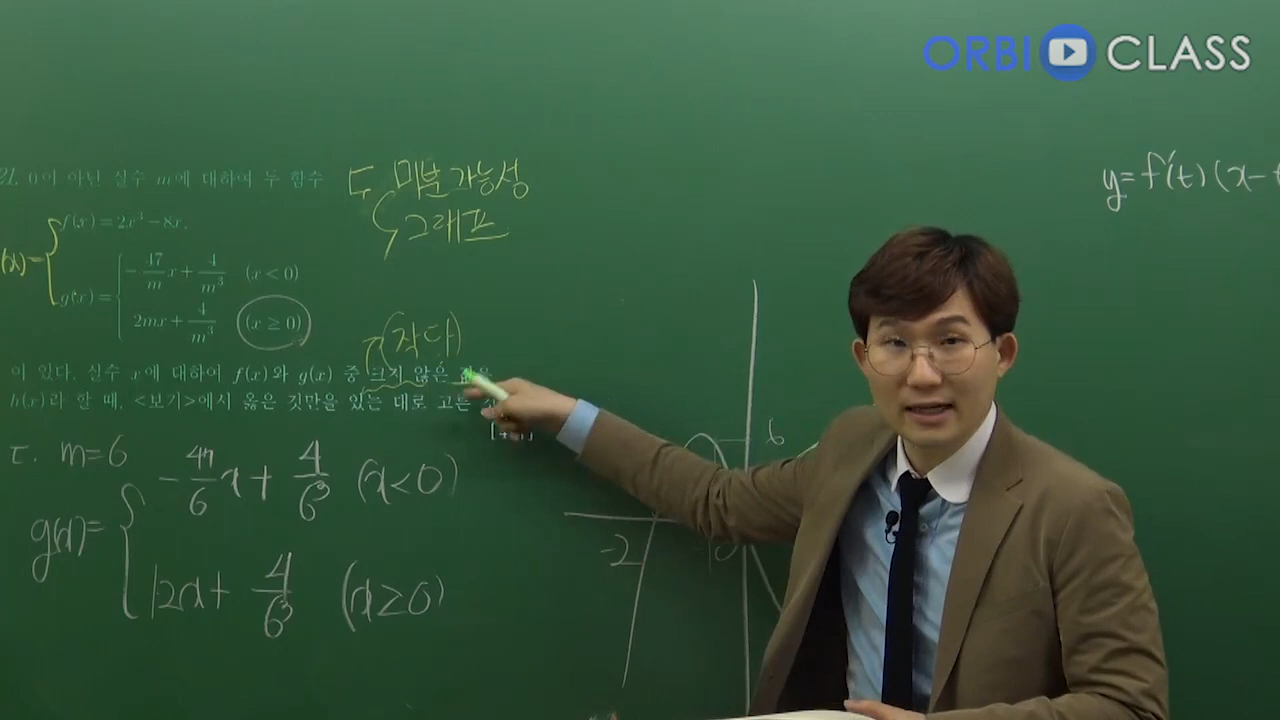 ORBI CLASS
21. 0이 아닌 실수 m에 대하여 두 함수
f(x)=2x³-8x,
g(x)={ -47/m x + 4/m³ (x<0)
2mx + 4/m³ (x≥0)
이 있다. 실수 x에 대하여 f(x)와 g(x) 중 크지 않은 값을
h(x)라 할 때, <보기>에서 옳은 것만을 있는 대로 고른
미분가능성
그래프
(작다)
ㄷ. m=6
g(x)={ -47/6 x + 4/6³ (x<0)
12x + 4/6³ (x≥0)
6
-2
0
y=f'(t)(x-